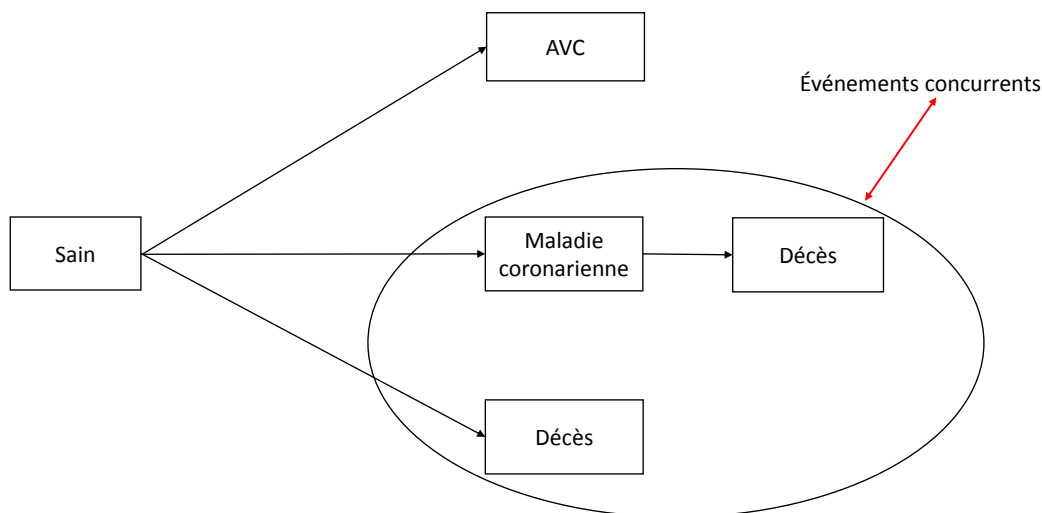 AVC
Événements concurrents
Sain
Maladie
coronarienne
Décès
Décès